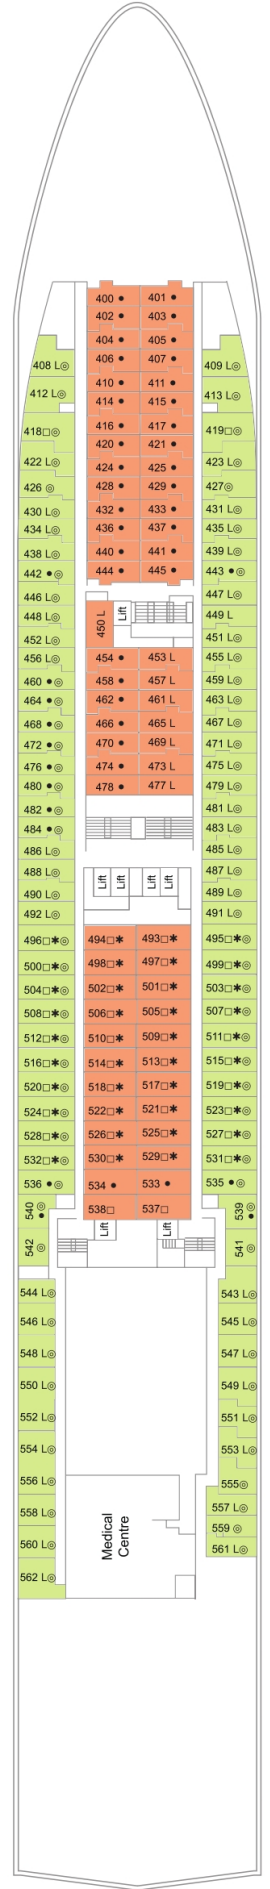 400 ● 401 ●
402 ● 403 ●
404 ● 405 ●
408 L◎ 406 ● 407 ● 409 L◎
410 ● 411 ●
412 L◎ 414 ● 415 ● 413 L◎
418□◎ 416 ● 417 ● 419□◎
420 ● 421 ●
422 L◎ 424 ● 425 ● 423 L◎
426 ◎ 428 ● 429 ● 427◎
430 L◎ 432 ● 433 ● 431 L◎
434 L◎ 436 ● 437 ● 435 L◎
438 L◎ 440 ● 441 ● 439 L◎
442 ●◎ 444 ● 445 ● 443 ●◎
446 L◎ 447 L◎
448 L◎ 450 L Lift 449 L
452 L◎ 451 L◎
456 L◎ 454 ● 453 L 455 L◎
460 ●◎ 458 ● 457 L 459 L◎
464 ●◎ 462 ● 461 L 463 L◎
468 ●◎ 466 ● 465 L 467 L◎
472 ●◎ 470 ● 469 L 471 L◎
476 ●◎ 474 ● 473 L 475 L◎
480 ●◎ 478 ● 477 L 479 L◎
482 ●◎ 481 L◎
484 ●◎ 483 L◎
486 L◎ 485 L◎
488 L◎ Lift Lift Lift Lift 487 L◎
490 L◎ 489 L◎
492 L◎ 491 L◎
496□✱◎ 494□✱ 493□✱ 495□✱◎
500□✱◎ 498□✱ 497□✱ 499□✱◎
504□✱◎ 502□✱ 501□✱ 503□✱◎
508□✱◎ 506□✱ 505□✱ 507□✱◎
512□✱◎ 510□✱ 509□✱ 511□✱◎
516□✱◎ 514□✱ 513□✱ 515□✱◎
520□✱◎ 518□✱ 517□✱ 519□✱◎
524□✱◎ 522□✱ 521□✱ 523□✱◎
528□✱◎ 526□✱ 525□✱ 527□✱◎
532□✱◎ 530□✱ 529□✱ 531□✱◎
536 ●◎ 534 ● 533 ● 535 ●◎
540 ●◎ 538□ 537□ 539 ●◎
542 ◎ Lift Lift 541 ◎
544 L◎ 543 L◎
546 L◎ 545 L◎
548 L◎ 547 L◎
550 L◎ 549 L◎
552 L◎ 551 L◎
554 L◎ 553 L◎
556 L◎ 555◎
558 L◎ 557 L◎
Medical
Centre
559 ◎
560 L◎ 561 L◎
562 L◎